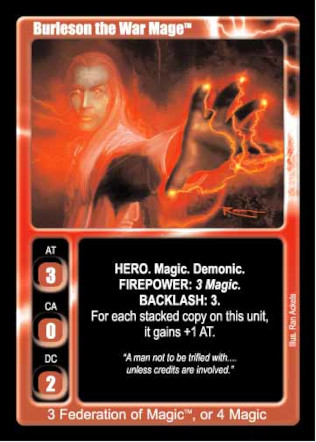 Burleson the War Mage™
AT
3
CA
0
DC
2
HERO. Magic. Demonic.
FIREPOWER: 3 Magic.
BACKLASH: 3.
For each stacked copy on this unit,
it gains +1 AT.
"A man not to be trifled with....
unless credits are involved."
Illus. Ran Ackels
3 Federation of Magic™, or 4 Magic